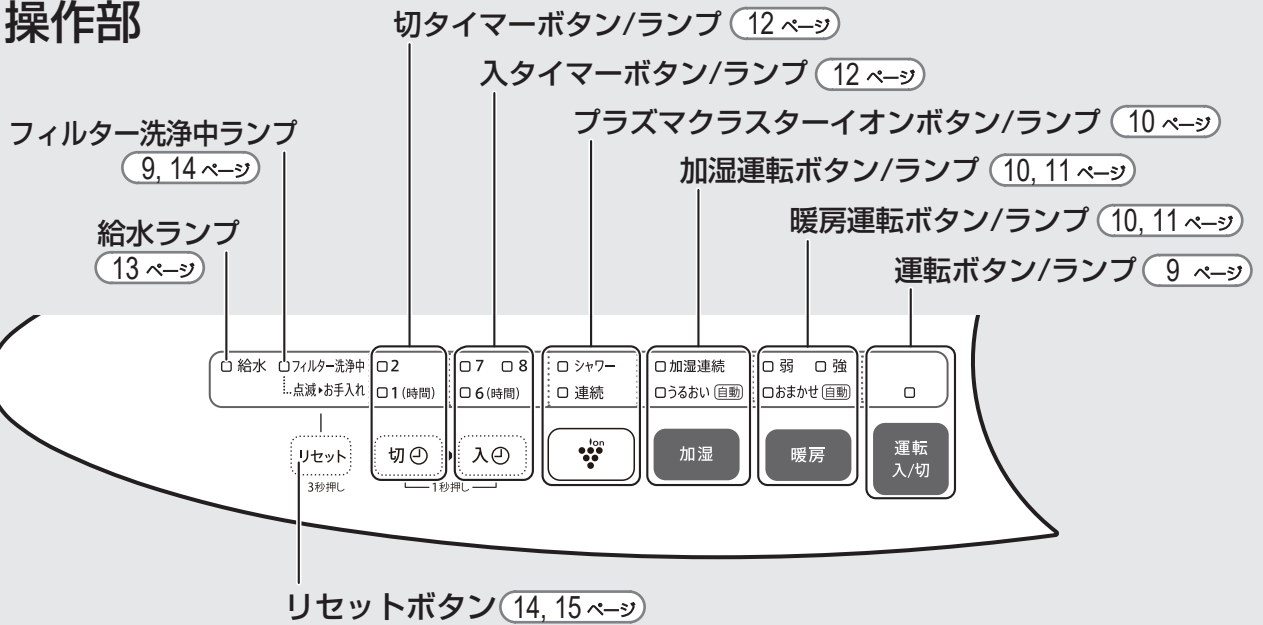 操作部
切タイマーボタン/ランプ 12 ページ
入タイマーボタン/ランプ 12 ページ
プラズマクラスターイオンボタン/ランプ 10 ページ
加湿運転ボタン/ランプ 10, 11 ページ
暖房運転ボタン/ランプ 10, 11 ページ
運転ボタン/ランプ 9 ページ
フィルター洗浄中ランプ
9, 14 ページ
給水ランプ
13 ページ
給水 フィルター洗浄中 2 7 8 シャワー 加湿連続 弱 強
点滅▶お手入れ 1(時間) 6(時間) 連続 うるおい 自動 おまかせ 自動
リセット 切 入 ion 加湿 暖房 運転
入/切
3秒押し 1秒押し
リセットボタン 14, 15 ページ